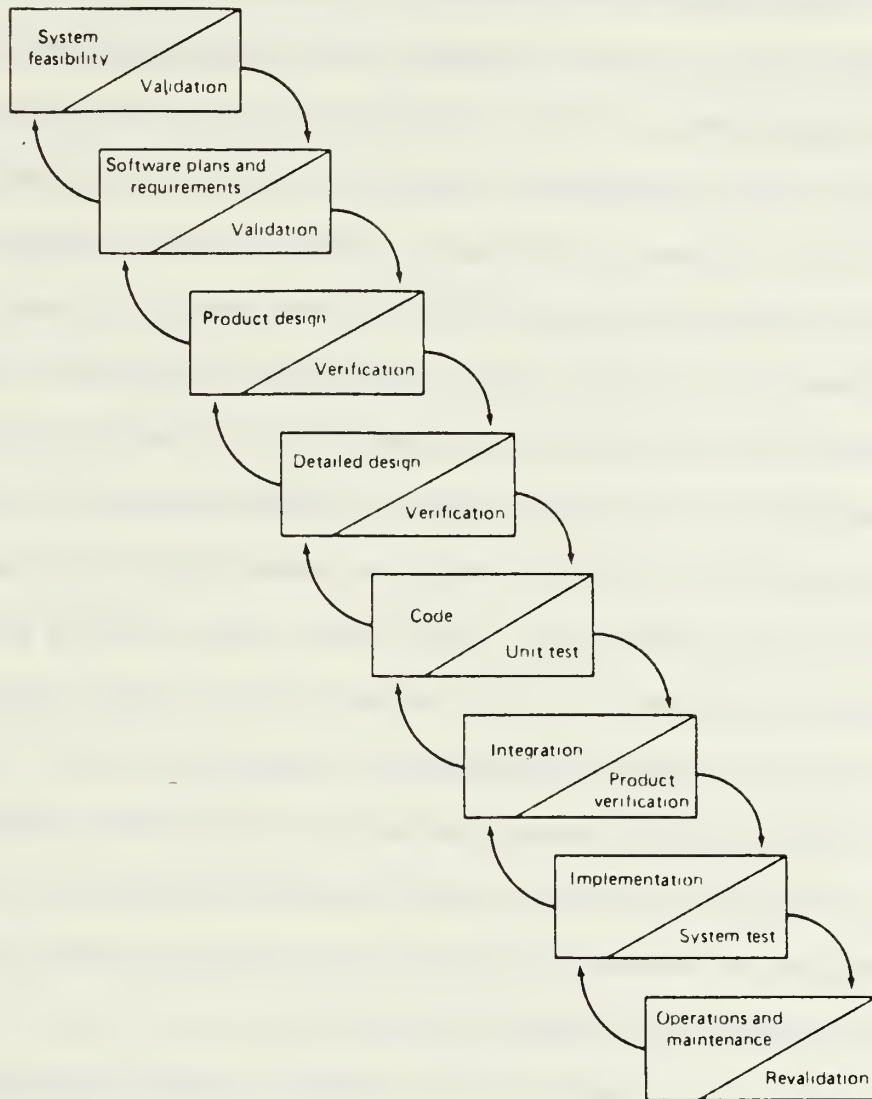 System
feasibility
Validation
Software plans and
requirements
Validation
Product design
Verification
Detailed design
Verification
Code
Unit test
Integration
Product
verification
Implementation
System test
Operations and
maintenance
Revalidation